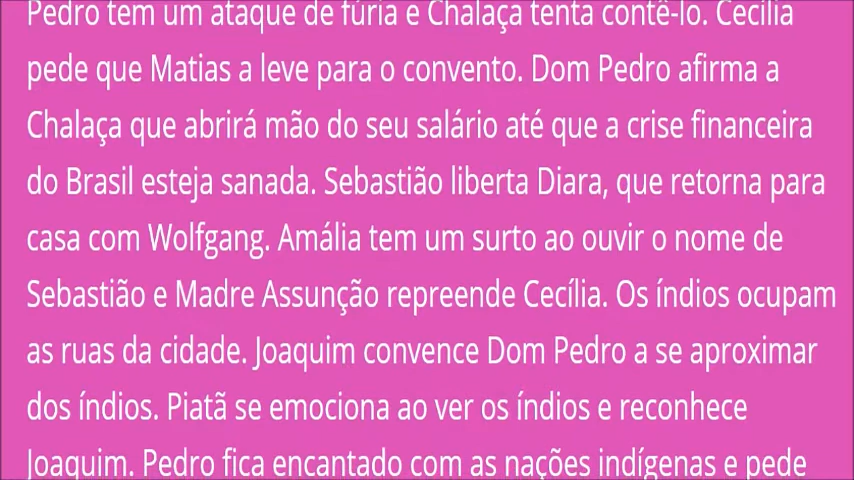 Pedro tem um ataque de fúria e Chalaça tenta contê-lo. Cecília
pede que Matias a leve para o convento. Dom Pedro afirma a
Chalaça que abrirá mão do seu salário até que a crise financeira
do Brasil esteja sanada. Sebastião liberta Diara, que retorna para
casa com Wolfgang. Amália tem um surto ao ouvir o nome de
Sebastião e Madre Assunção repreende Cecília. Os índios ocupam
as ruas da cidade. Joaquim convence Dom Pedro a se aproximar
dos índios. Piatã se emociona ao ver os índios e reconhece
Joaquim. Pedro fica encantado com as nações indígenas e pede